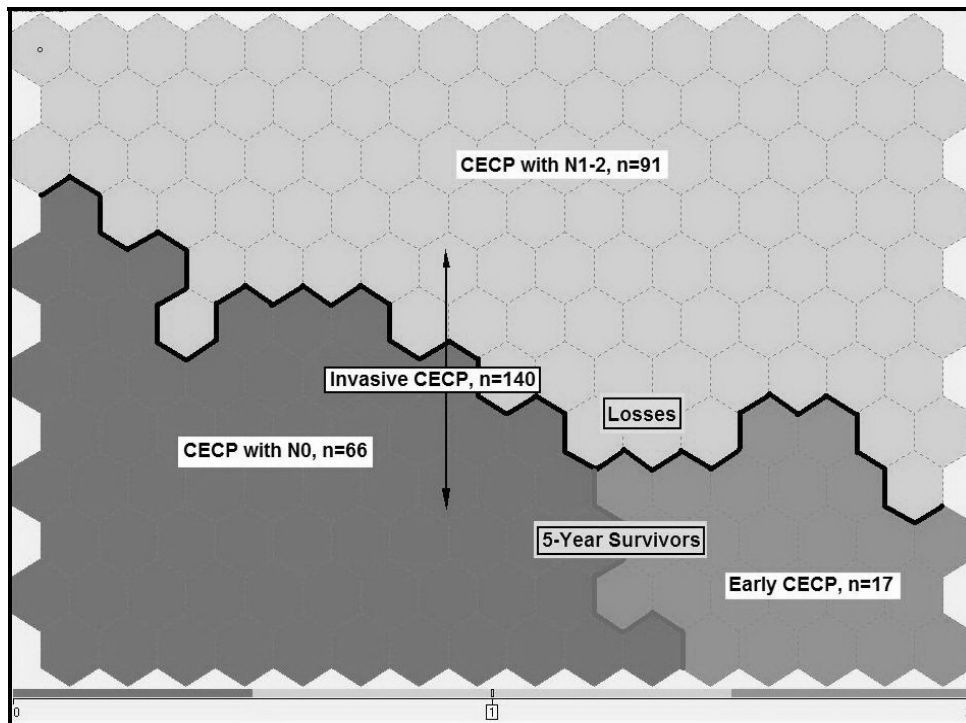 CECP with N1-2, n=91
Invasive CECP, n=140
Losses
CECP with N0, n=66
5-Year Survivors
Early CECP, n=17
0
1